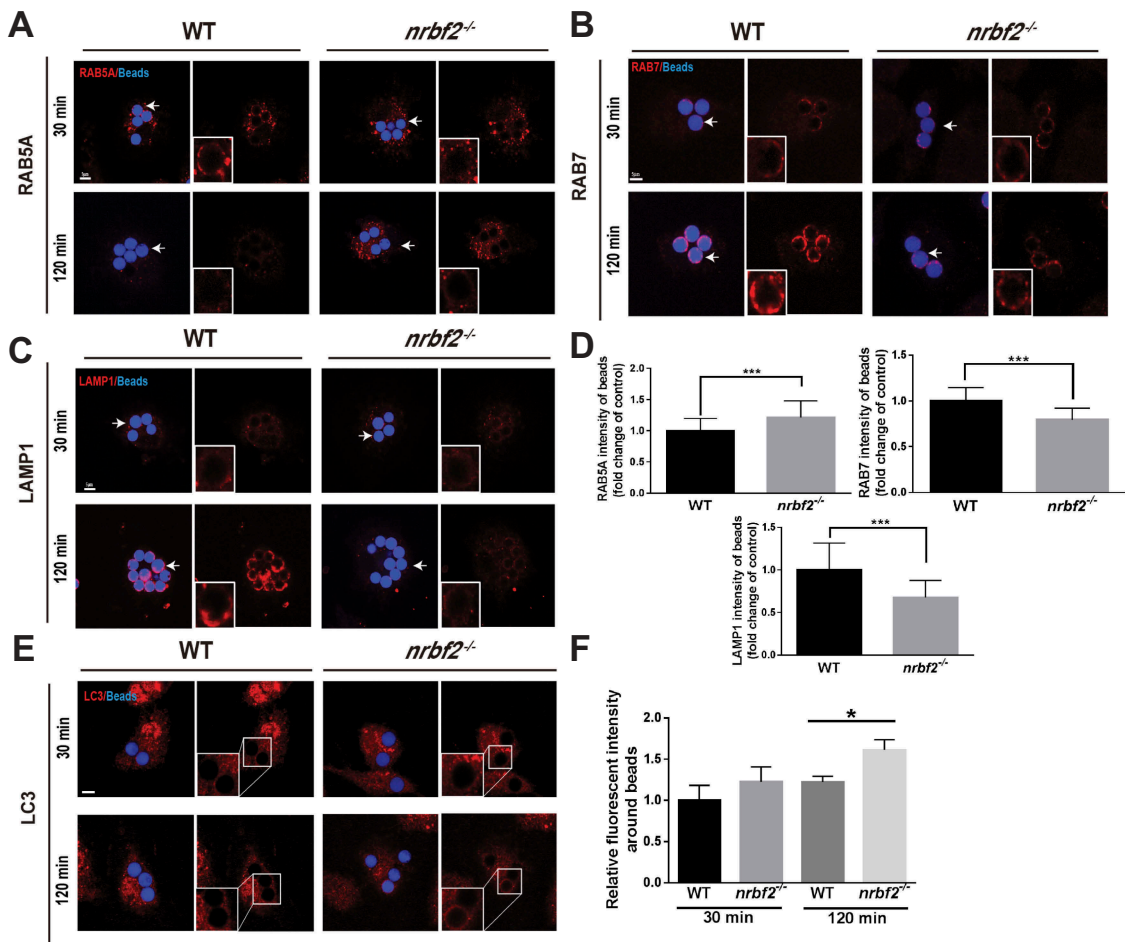 A
WT
nrbf2-/-
RAB5A
30 min
RAB5A/Beads
5μm
120 min
B
WT
nrbf2-/-
RAB7
30 min
RAB7/Beads
5μm
120 min
C
WT
nrbf2-/-
LAMP1
30 min
LAMP1/Beads
120 min
D
RAB5A intensity of beads
(fold change of control)
2.0
1.5
1.0
0.5
0.0
***
WT
nrbf2-/-
RAB7 intensity of beads
(fold change of control)
1.5
1.0
0.5
0.0
***
WT
nrbf2-/-
LAMP1 intensity of beads
(fold change of control)
1.5
1.0
0.5
0.0
***
WT
nrbf2-/-
E
WT
nrbf2-/-
LC3
30 min
LC3/Beads
120 min
F
Relative fluorescent intensity
around beads
2.0
1.5
1.0
0.5
0.0
*
WT
nrbf2-/-
WT
nrbf2-/-
30 min
120 min